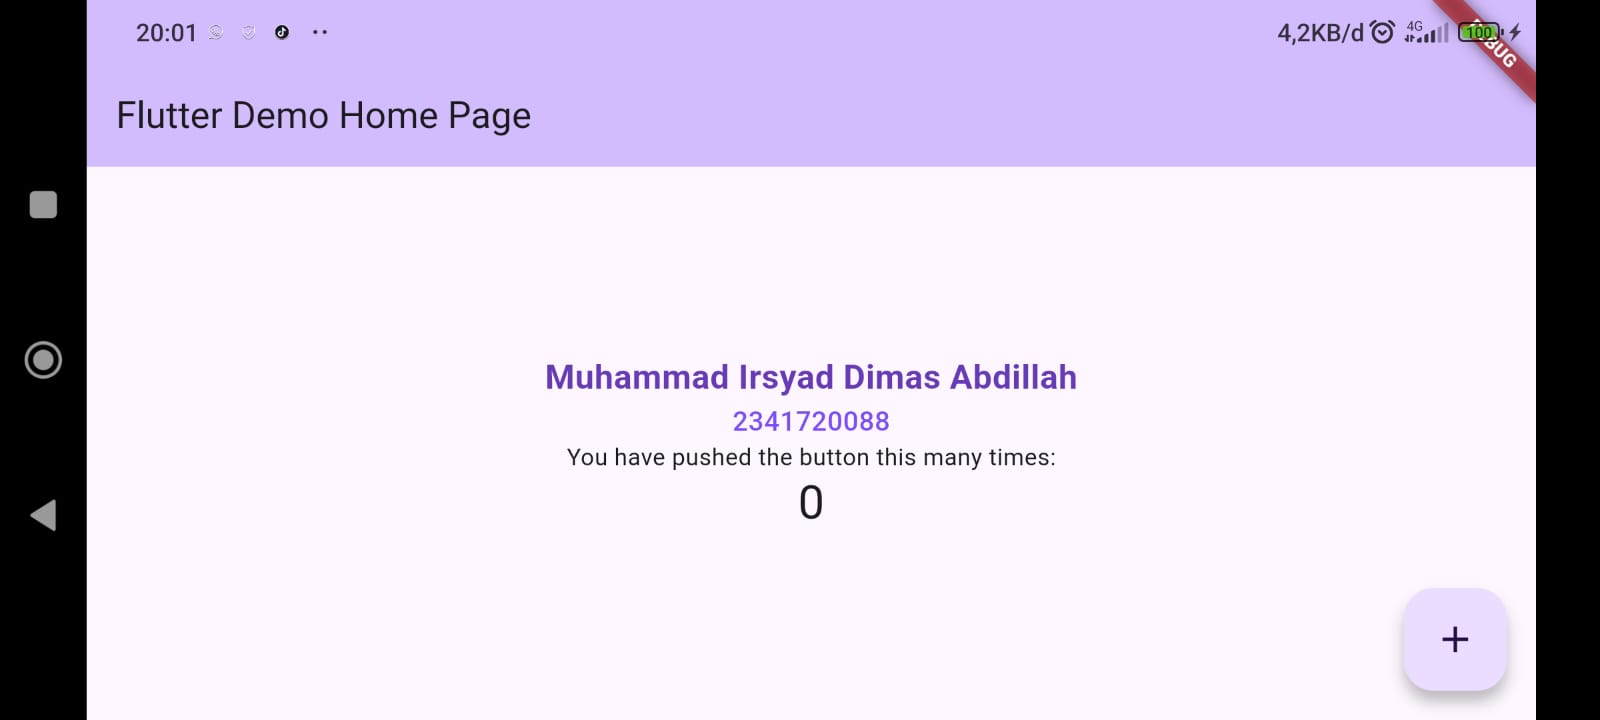 20:01
4,2KB/d 4G 100
Flutter Demo Home Page
Muhammad Irsyad Dimas Abdillah
2341720088
You have pushed the button this many times:
0
+